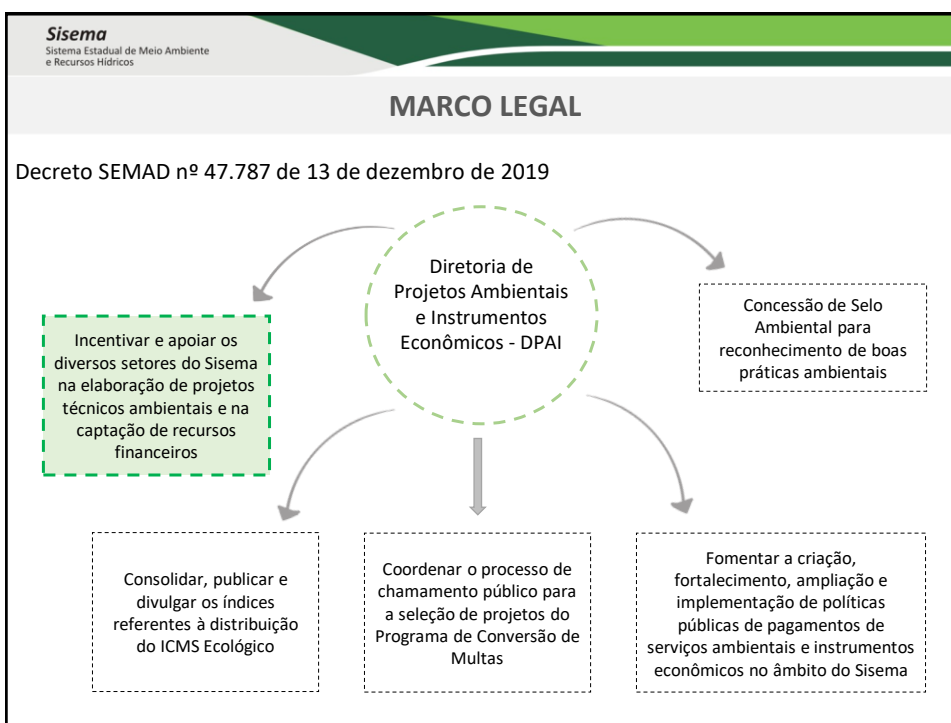 Sisema
Sistema Estadual de Meio Ambiente
e Recursos Hídricos
MARCO LEGAL
Decreto SEMAD nº 47.787 de 13 de dezembro de 2019
Diretoria de
Projetos Ambientais
e Instrumentos
Econômicos - DPAI
Incentivar e apoiar os
diversos setores do Sisema
na elaboração de projetos
técnicos ambientais e na
captação de recursos
financeiros
Concessão de Selo
Ambiental para
reconhecimento de boas
práticas ambientais
Consolidar, publicar e
divulgar os índices
referentes à distribuição
do ICMS Ecológico
Coordenar o processo de
chamamento público para
a seleção de projetos do
Programa de Conversão de
Multas
Fomentar a criação,
fortalecimento, ampliação e
implementação de políticas
públicas de pagamentos de
serviços ambientais e instrumentos
econômicos no âmbito do Sisema